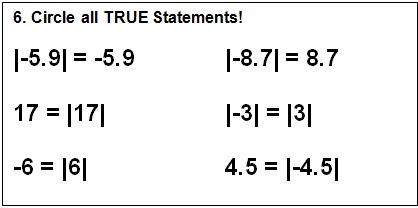 6. Circle all TRUE Statements!
|-5.9| = -5.9 |-8.7| = 8.7
17 = |17| |-3| = |3|
-6 = |6| 4.5 = |-4.5|